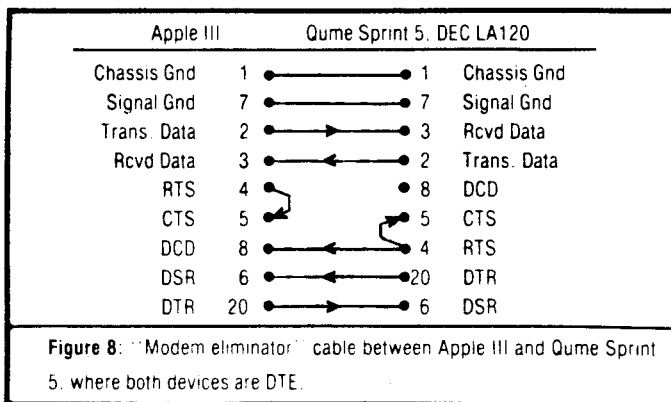 Apple III Qume Sprint 5. DEC LA120
Chassis Gnd 1 1 Chassis Gnd
Signal Gnd 7 7 Signal Gnd
Trans. Data 2 3 Rcvd Data
Rcvd Data 3 2 Trans. Data
RTS 4 8 DCD
CTS 5 5 CTS
DCD 8 4 RTS
DSR 6 20 DTR
DTR 20 6 DSR
Figure 8: "Modem eliminator" cable between Apple III and Qume Sprint
5. where both devices are DTE.